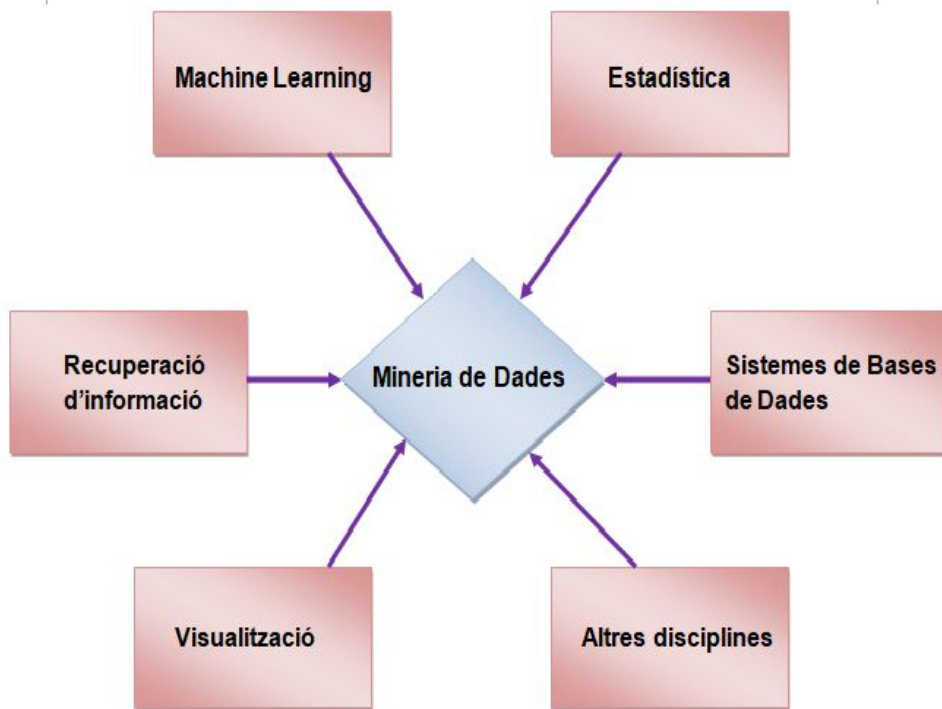 Machine Learning
Estadística
Recuperació
d’informació
Mineria de Dades
Sistemes de Bases
de Dades
Visualització
Altres disciplines